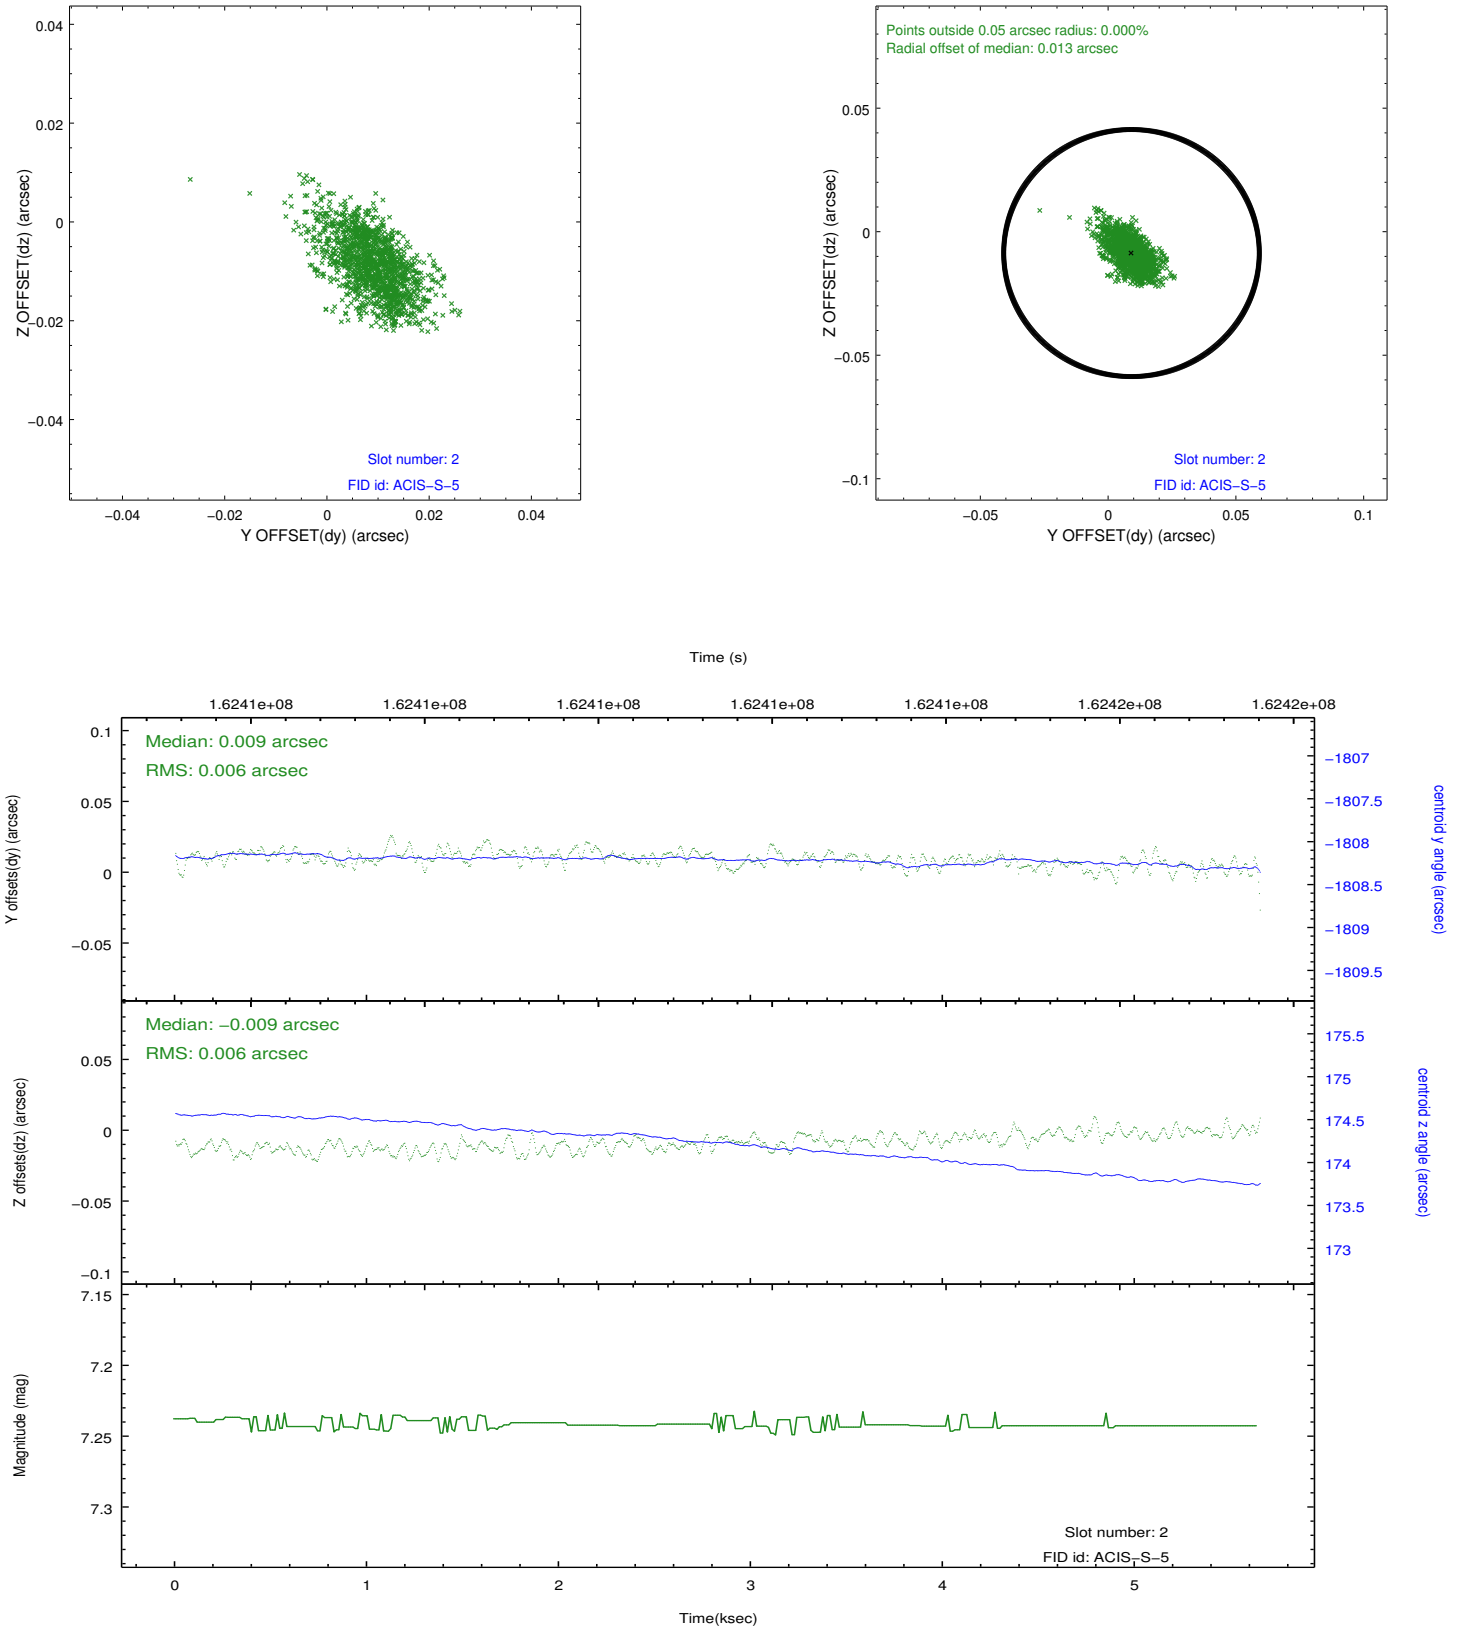 0.04
0.02
0
−0.02
−0.04
Z OFFSET(dz) (arcsec)
Slot number: 2
FID id: ACIS−S−5
−0.04
−0.02
0
0.02
0.04
Y OFFSET(dy) (arcsec)
Points outside 0.05 arcsec radius: 0.000%
Radial offset of median: 0.013 arcsec
0.05
0
−0.05
−0.1
Z OFFSET(dz) (arcsec)
Slot number: 2
FID id: ACIS−S−5
−0.05
0
0.05
0.1
Y OFFSET(dy) (arcsec)
Time (s)
1.6241e+08
1.6241e+08
1.6241e+08
1.6241e+08
1.6241e+08
1.6242e+08
1.6242e+08
Median: 0.009 arcsec
RMS: 0.006 arcsec
0.1
0.05
0
−0.05
Y offsets(dy) (arcsec)
−1807
−1807.5
−1808
−1808.5
−1809
−1809.5
centroid y angle (arcsec)
Median: −0.009 arcsec
RMS: 0.006 arcsec
0.05
0
−0.05
−0.1
Z offsets(dz) (arcsec)
175.5
175
174.5
174
173.5
173
centroid z angle (arcsec)
7.15
7.2
7.25
7.3
Magnitude (mag)
Slot number: 2
FID id: ACIS−S−5
0
1
2
3
4
5
Time(ksec)